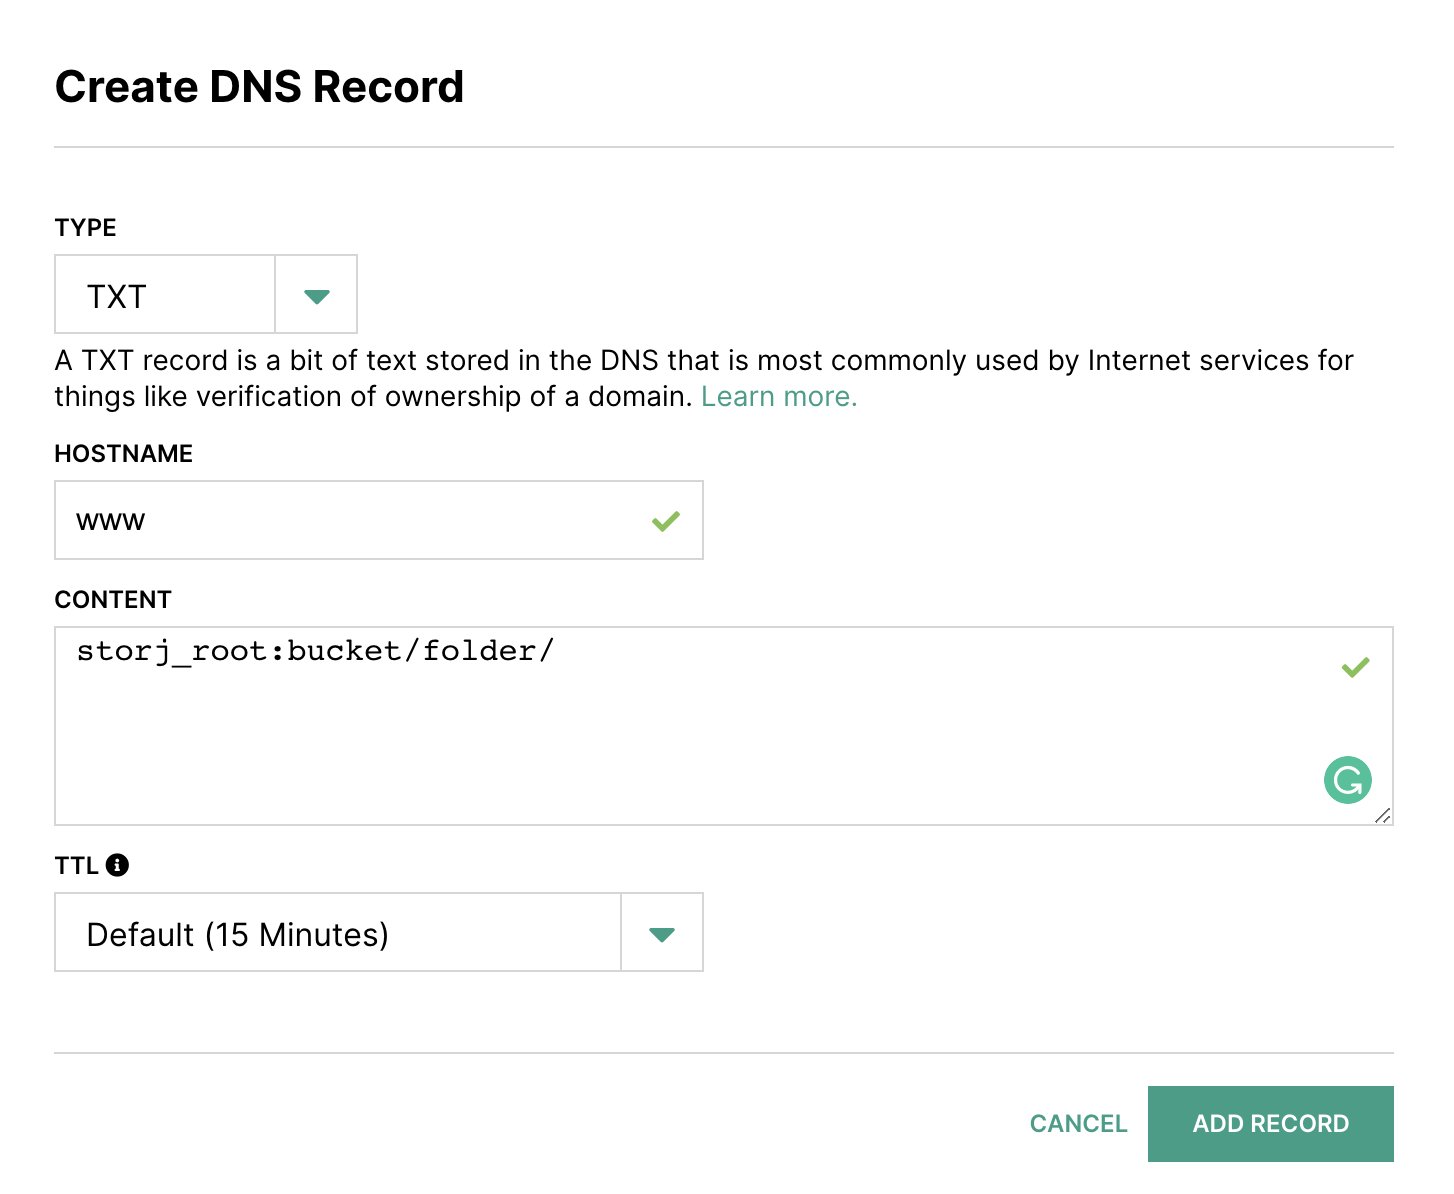 Create DNS Record
TYPE
TXT
A TXT record is a bit of text stored in the DNS that is most commonly used by Internet services for
things like verification of ownership of a domain. Learn more.
HOSTNAME
www
CONTENT
storj_root:bucket/folder/
TTL
Default (15 Minutes)
CANCEL
ADD RECORD